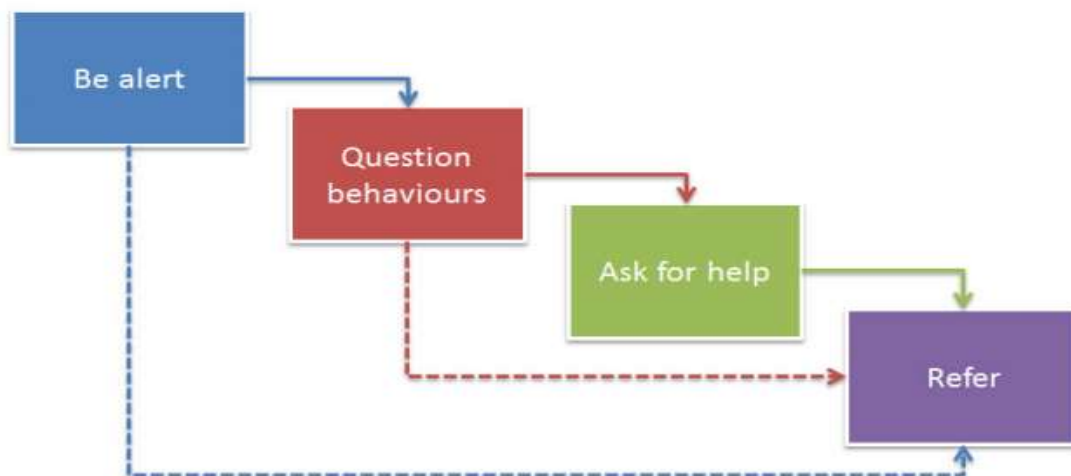 Be alert
Question
behaviours
Ask for help
Refer